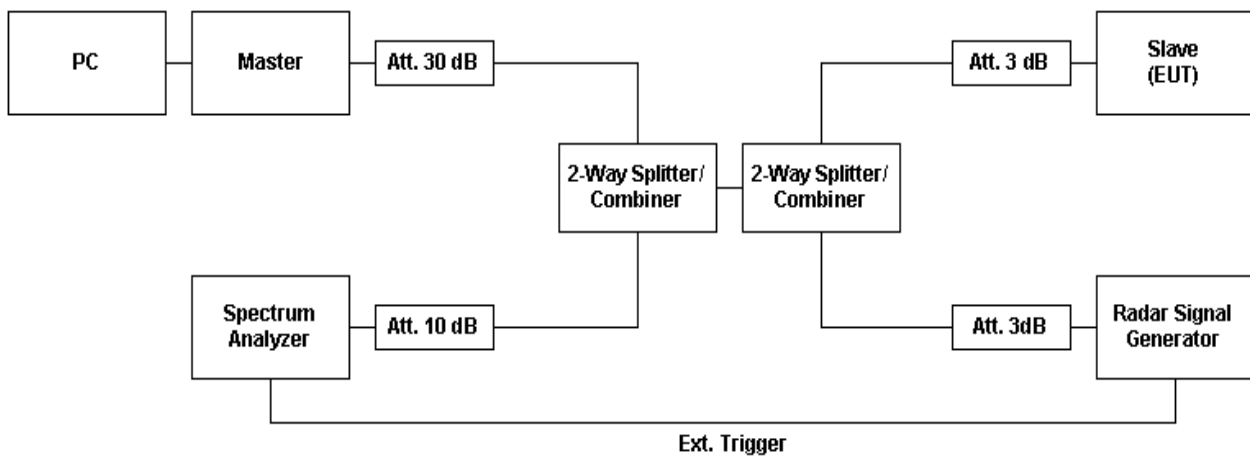 PC
Master
Att. 30 dB
Att. 3 dB
Slave
(EUT)
2-Way Splitter/
Combiner
2-Way Splitter/
Combiner
Spectrum
Analyzer
Att. 10 dB
Att. 3dB
Radar Signal
Generator
Ext. Trigger